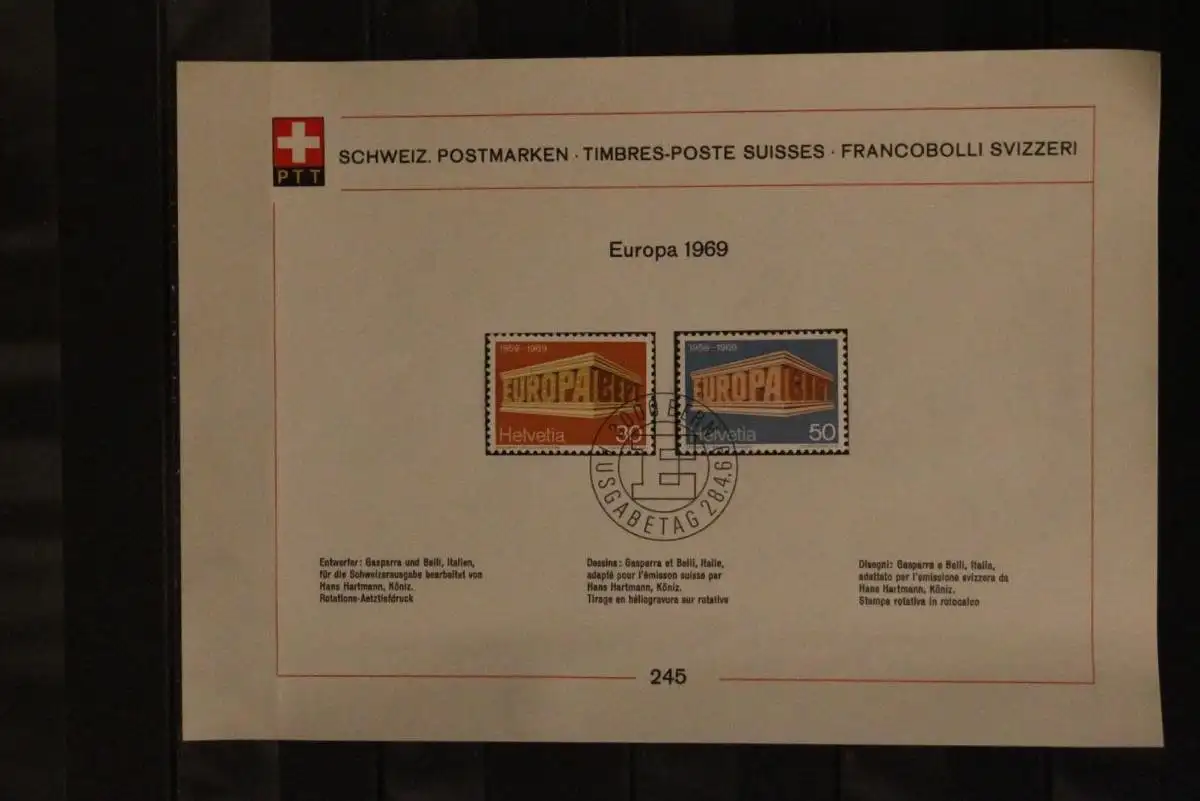 PTT
SCHWEIZ. POSTMARKEN · TIMBRES-POSTE SUISSES · FRANCOBOLLI SVIZZERI
Europa 1969
1959-1969
EUROPA CEPT
Helvetia 30
1959-1969
EUROPA CEPT
Helvetia 50
3000 BERN
AUSGABETAG 28.4.69
Entwerfer: Gasparra und Belli, Italien,
für die Schweizerausgabe bearbeitet von
Hans Hartmann, Köniz.
Rotations-Aetztiefdruck
Dessins: Gasparra et Belli, Italie,
adapté pour l'émisson suisse par
Hans Hartmann, Köniz.
Tirage en héliogravure sur rotative
Disegni: Gasparra e Belli, Italia,
adattato per l'emissione svizzera da
Hans Hartmann, Köniz.
Stampa rotativa in rotocalco
245